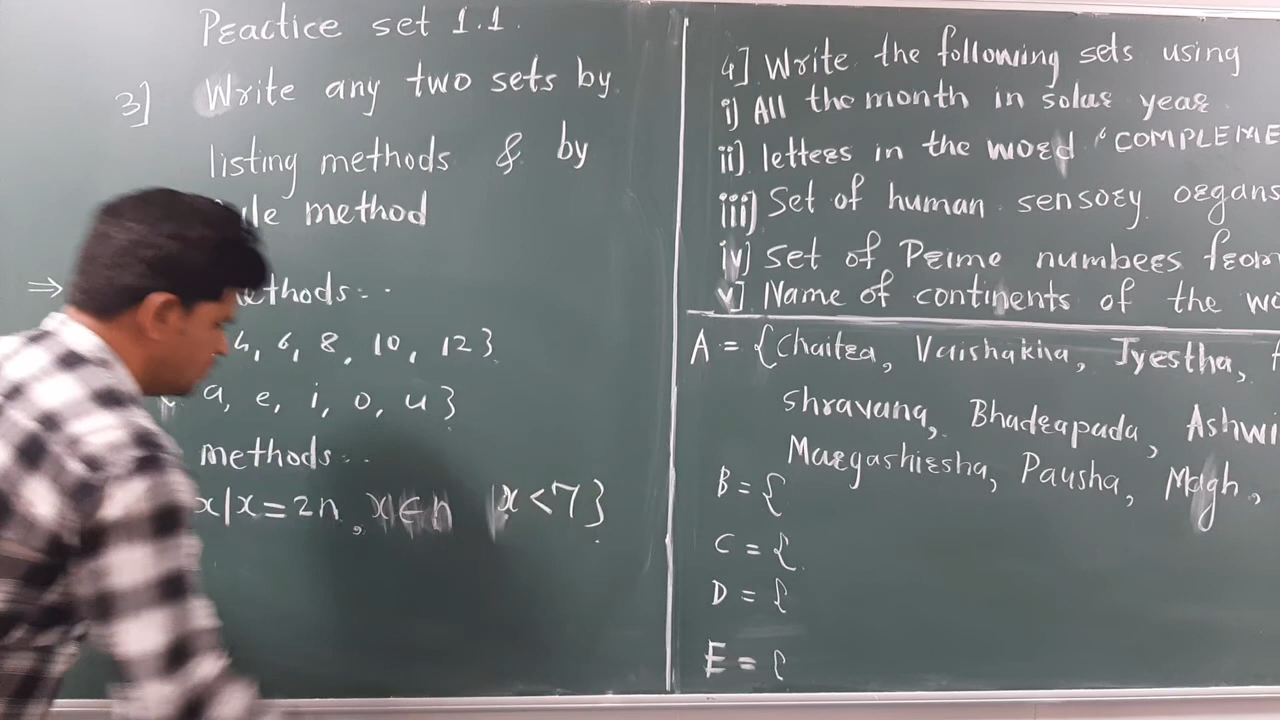 Practice set 1.1.
3] Write any two sets by
listing methods & by
method
⇒ methods:-
4, 6, 8, 10, 12}
a, e, i, o, u}
methods:-
x/x = 2n, x∈n x<7}
4] Write the following sets using
i) All the month in solar year
ii) letters in the word "COMPLEME
iii) Set of human sensory organs
iv) set of Prime numbers from
v] Name of continents of the wo
A = {Chaitra, Vaishakha, Jyestha,
shravana, Bhadrapada, Ashwi
Margashirsha, Pausha, Magh,
B = {
C = {
D = {
E = {